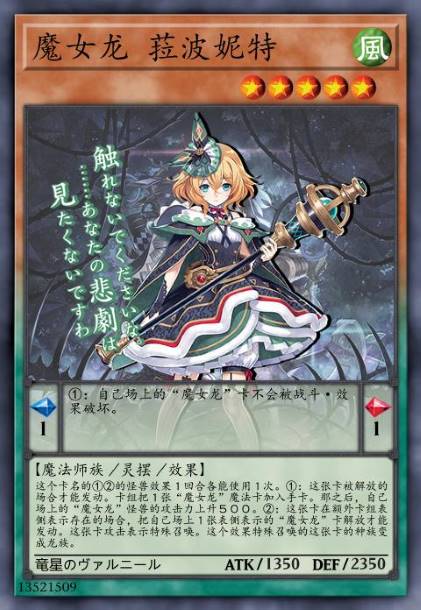 魔女龙 菈波妮特
風
触れないでくださいな
……あなたの悲劇は
見たくないですわ
①：自己场上的“魔女龙”卡不会被战斗·效
果破坏。
1
1
【魔法师族／灵摆／效果】
这个卡名的①②的怪兽效果1回合各能使用1次。①：这张卡被解放的
场合才能发动。卡组把1张“魔女龙”魔法卡加入手卡。那之后，自己
场上的“魔女龙”怪兽的攻击力上升500。②：这张卡在额外卡组表
侧表示存在的场合，把自己场上1张表侧表示的“魔女龙”卡解放才能
发动。这张卡攻击表示特殊召唤。这个效果特殊召唤的这张卡的种族变
成龙族。
竜星のヴァルニール
ATK/1350 DEF/2350
13521509